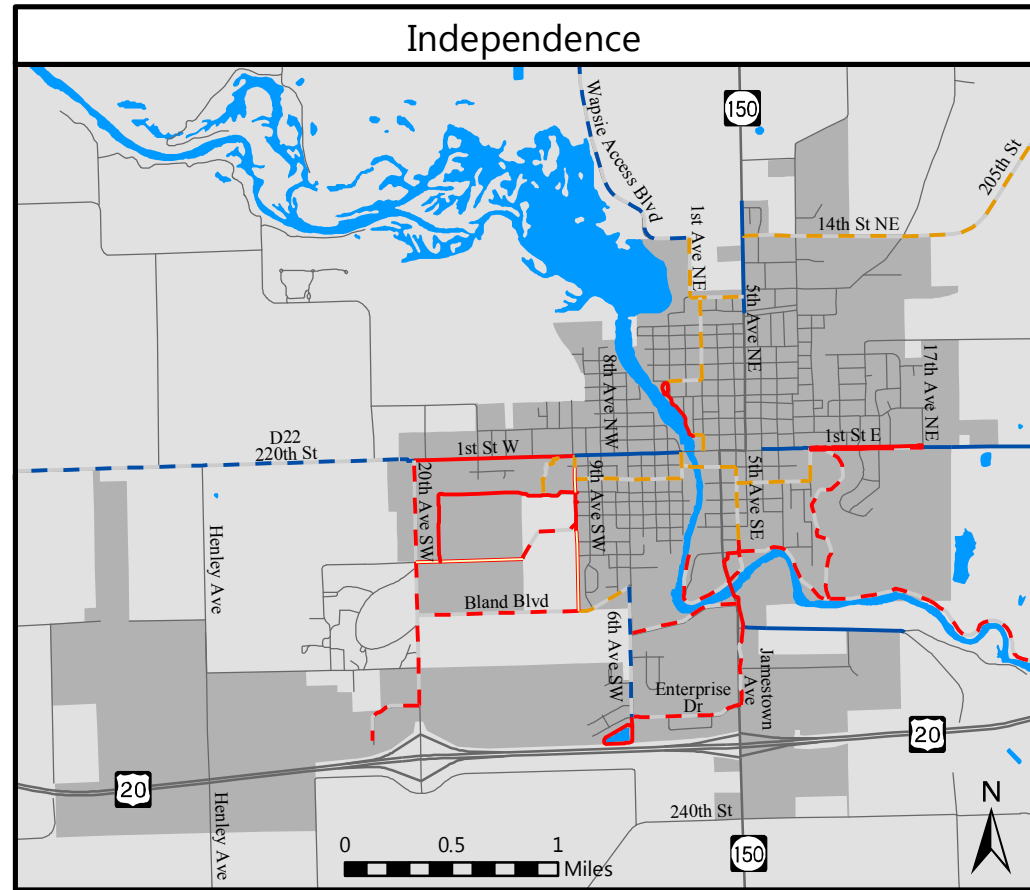 Independence
Wapsie Access Blvd
150
205th St
1st Ave NE
14th St NE
5th Ave NE
17th Ave NE
8th Ave NW
D22
220th St
1st St W
1st St E
20th Ave SW
9th Ave SW
5th Ave SE
Henley Ave
Bland Blvd
6th Ave SW
Jamestown
Ave
Enterprise
Dr
20
20
Henley Ave
240th St
N
0 0.5 1
Miles
150